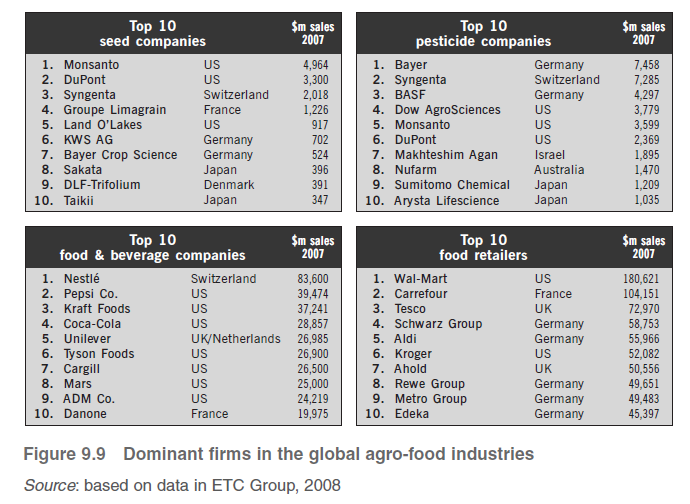 Top 10
seed companies
$m sales
2007
1. Monsanto US 4,964
2. DuPont US 3,300
3. Syngenta Switzerland 2,018
4. Groupe Limagrain France 1,226
5. Land O'Lakes US 917
6. KWS AG Germany 702
7. Bayer Crop Science Germany 524
8. Sakata Japan 396
9. DLF-Trifolium Denmark 391
10. Taikii Japan 347
Top 10
pesticide companies
$m sales
2007
1. Bayer Germany 7,458
2. Syngenta Switzerland 7,285
3. BASF Germany 4,297
4. Dow AgroSciences US 3,779
5. Monsanto US 3,599
6. DuPont US 2,369
7. Makhteshim Agan Israel 1,895
8. Nufarm Australia 1,470
9. Sumitomo Chemical Japan 1,209
10. Arysta Lifescience Japan 1,035
Top 10
food & beverage companies
$m sales
2007
1. Nestlé Switzerland 83,600
2. Pepsi Co. US 39,474
3. Kraft Foods US 37,241
4. Coca-Cola US 28,857
5. Unilever UK/Netherlands 26,985
6. Tyson Foods US 26,900
7. Cargill US 26,500
8. Mars US 25,000
9. ADM Co. US 24,219
10. Danone France 19,975
Top 10
food retailers
$m sales
2007
1. Wal-Mart US 180,621
2. Carrefour France 104,151
3. Tesco UK 72,970
4. Schwarz Group Germany 58,753
5. Aldi Germany 55,966
6. Kroger US 52,082
7. Ahold UK 50,556
8. Rewe Group Germany 49,651
9. Metro Group Germany 49,483
10. Edeka Germany 45,397
Figure 9.9 Dominant firms in the global agro-food industries
Source: based on data in ETC Group, 2008